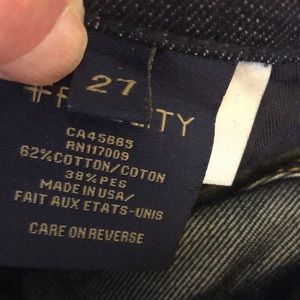 27
CA45665
RN117009
62%COTTON/COTON
38%PES
MADE IN USA/
FAIT AUX ETATS-UNIS
CARE ON REVERSE